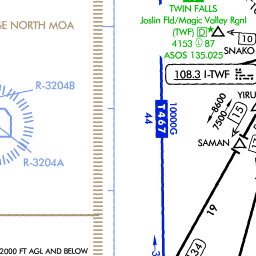 TWIN FALLS
Joslin Fld/Magic Valley Rgnl
(TWF) D
4153 87
ASOS 135.025
GE NORTH MOA
10
SNAKO
108.3 I-TWF
R-3204B
YIRU
10000G
T467
44
8600
7500
15
SAMAN
R-3204A
19
34
2000 FT AGL AND BELOW